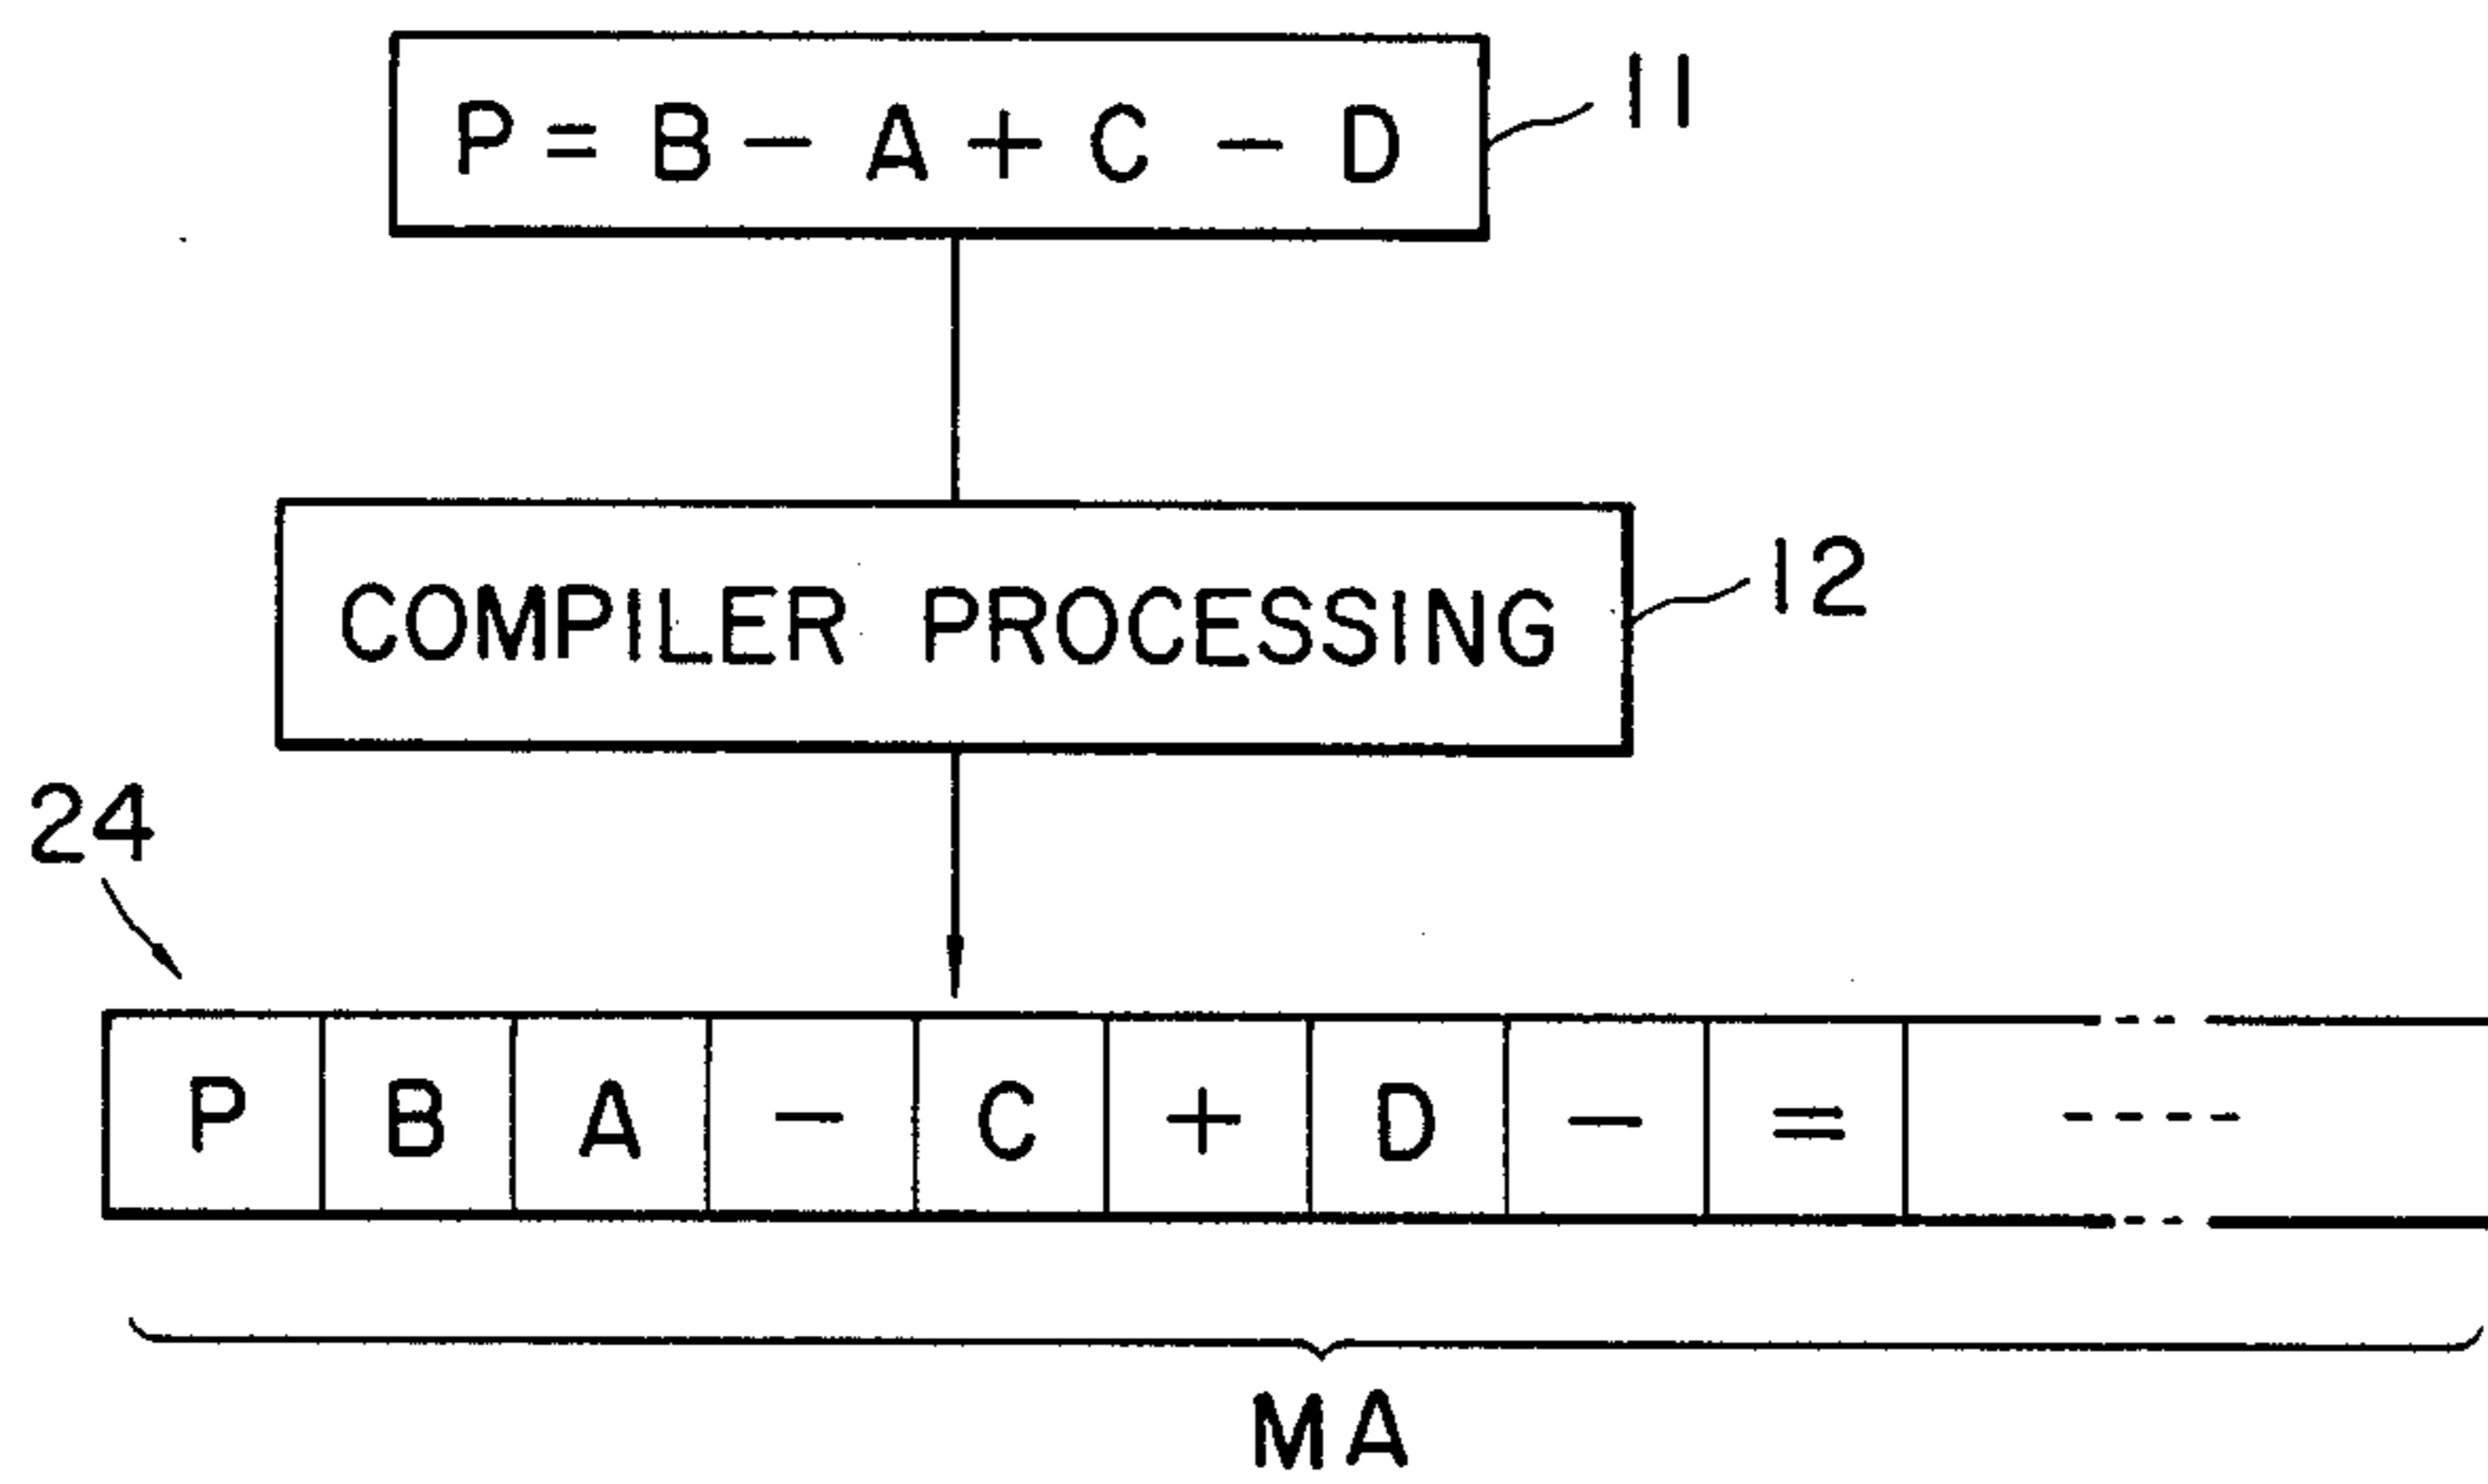 P = B - A + C - D
11
COMPILER PROCESSING
12
24
P B A - C + D - = ----
MA